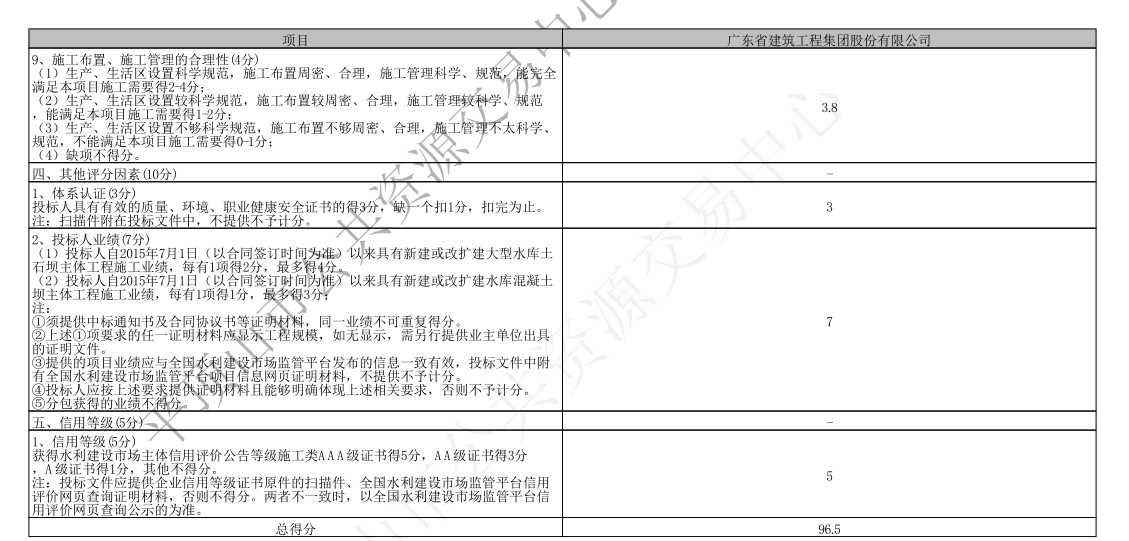 项目
广东省建筑工程集团股份有限公司
9、施工布置、施工管理的合理性(4分)
（1）生产、生活区设置科学规范，施工布置周密、合理，施工管理科学、规范，能完全
满足本项目施工需要得2-4分；
（2）生产、生活区设置较科学规范，施工布置较周密、合理，施工管理较科学、规范
，能满足本项目施工需要得1-2分；
（3）生产、生活区设置不够科学规范，施工布置不够周密、合理，施工管理不太科学、
规范，不能满足本项目施工需要得0-1分；
（4）缺项不得分。
3.8
四、其他评分因素(10分)
–
1、体系认证(3分)
投标人具有有效的质量、环境、职业健康安全证书的得3分，缺一个扣1分，扣完为止。
注：扫描件附在投标文件中，不提供不予计分。
3
2、投标人业绩(7分)
（1）投标人自2015年7月1日（以合同签订时间为准）以来具有新建或改扩建大型水库土
石坝主体工程施工业绩，每有1项得2分，最多得4分。
（2）投标人自2015年7月1日（以合同签订时间为准）以来具有新建或改扩建水库混凝土
坝主体工程施工业绩，每有1项得1分，最多得3分；
注：
①须提供中标通知书及合同协议书等证明材料，同一业绩不可重复得分。
②上述①项要求的任一证明材料应显示工程规模，如无显示，需另行提供业主单位出具
的证明文件。
③提供的项目业绩应与全国水利建设市场监管平台发布的信息一致有效，投标文件中附
有全国水利建设市场监管平台项目信息网页证明材料，不提供不予计分。
④投标人应按上述要求提供证明材料且能够明确体现上述相关要求，否则不予计分。
⑤分包获得的业绩不得分。
7
五、信用等级(5分)
–
1、信用等级(5分)
获得水利建设市场主体信用评价公告等级施工类AAA级证书得5分，AA级证书得3分
，A级证书得1分，其他不得分。
注：投标文件应提供企业信用等级证书原件的扫描件、全国水利建设市场监管平台信用
评价网页查询证明材料，否则不得分。两者不一致时，以全国水利建设市场监管平台信
用评价网页查询公示的为准。
5
总得分
96.5
平顶山市公共资源交易中心
山市公共资源交易中心